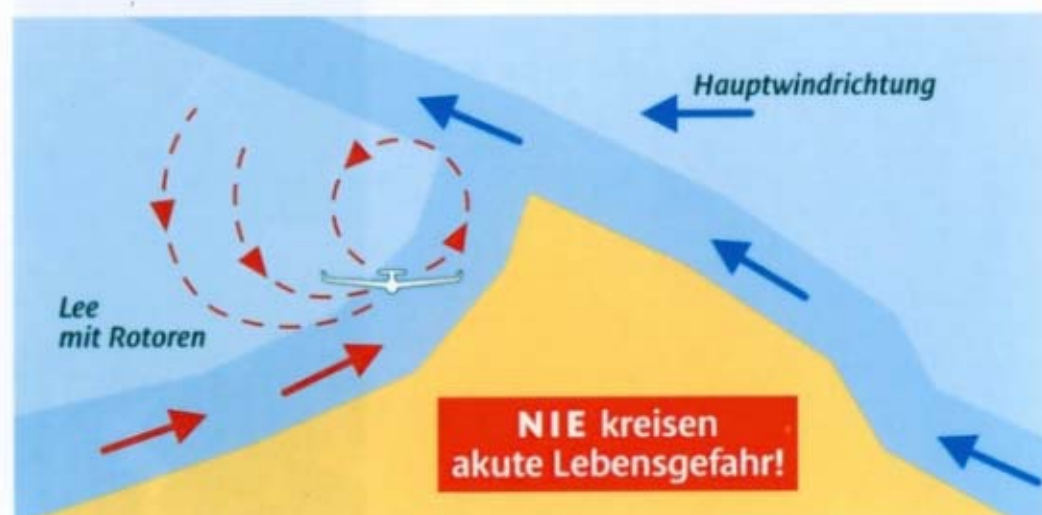 Hauptwindrichtung
Lee
mit Rotoren
NIE kreisen
akute Lebensgefahr!